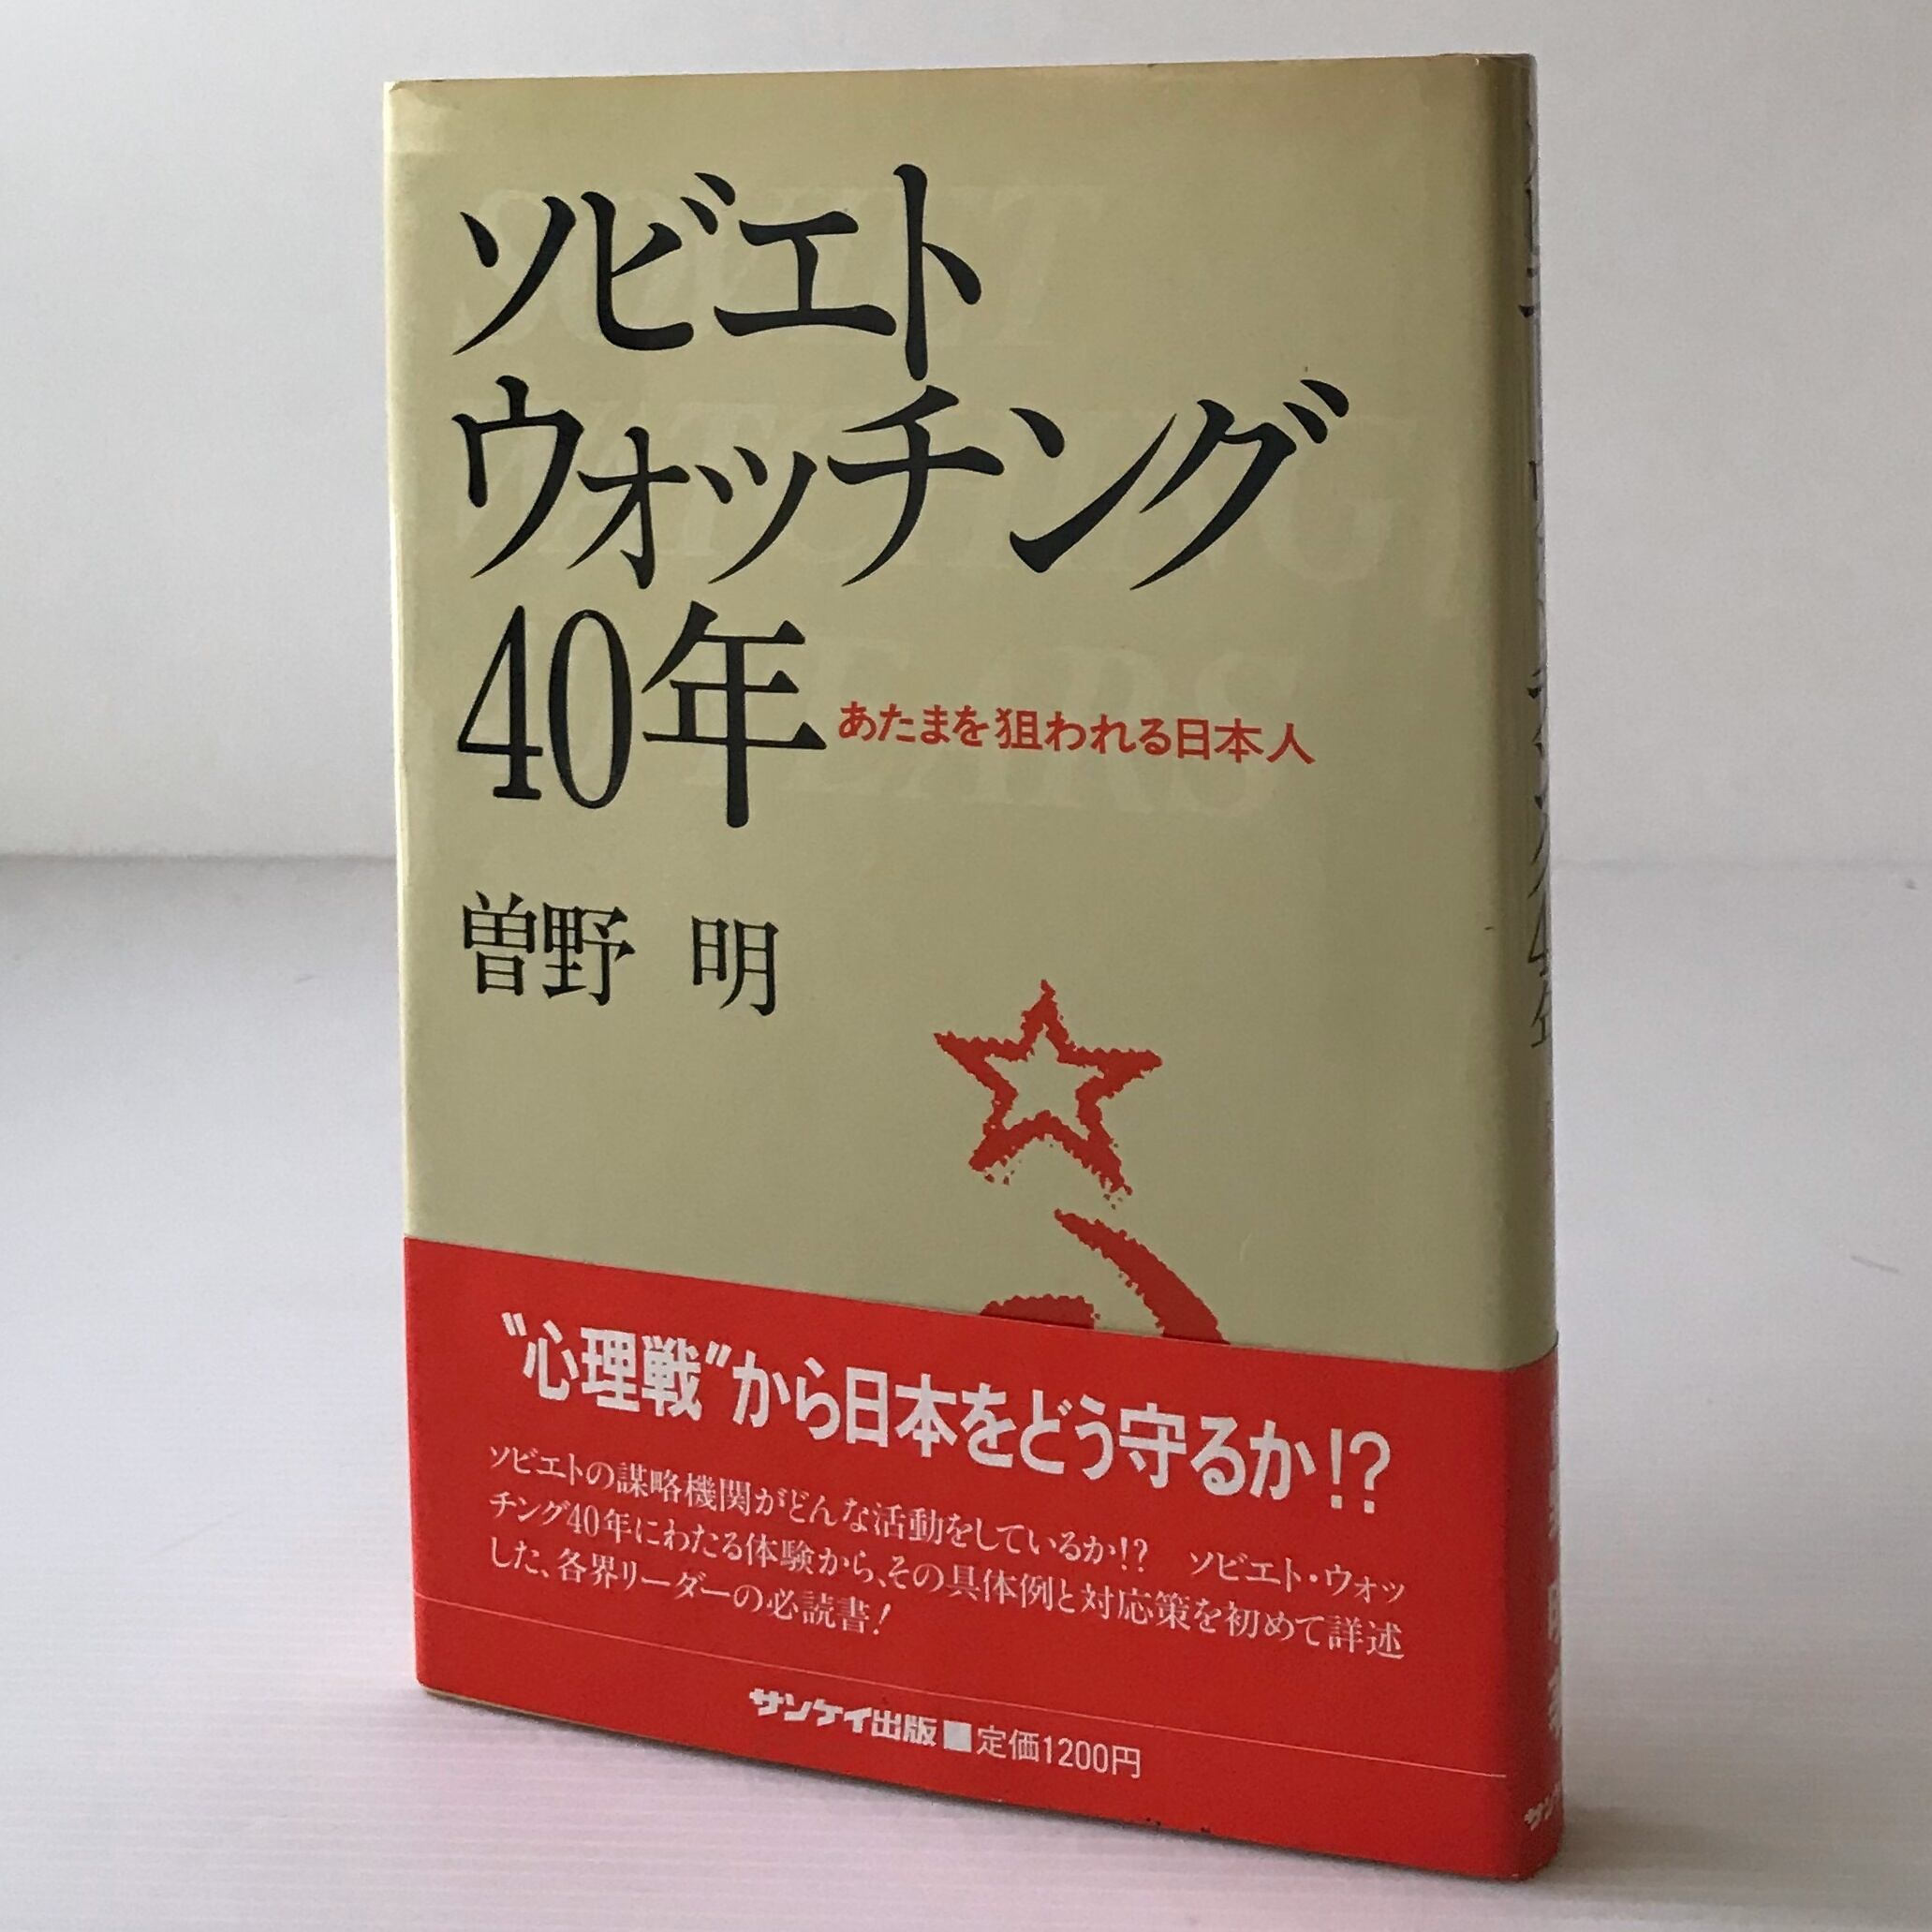 ソビエト
ウォッチング
40年
あたまを狙われる日本人
曽野 明
SOVIET
WATCHING
YEARS
“心理戦”から日本をどう守るか!?
ソビエトの謀略機関がどんな活動をしているか!? ソビエト・ウォッ
チング40年にわたる体験から、その具体例と対応策を初めて詳述
した、各界リーダーの必読書!
サンケイ出版■定価1200円